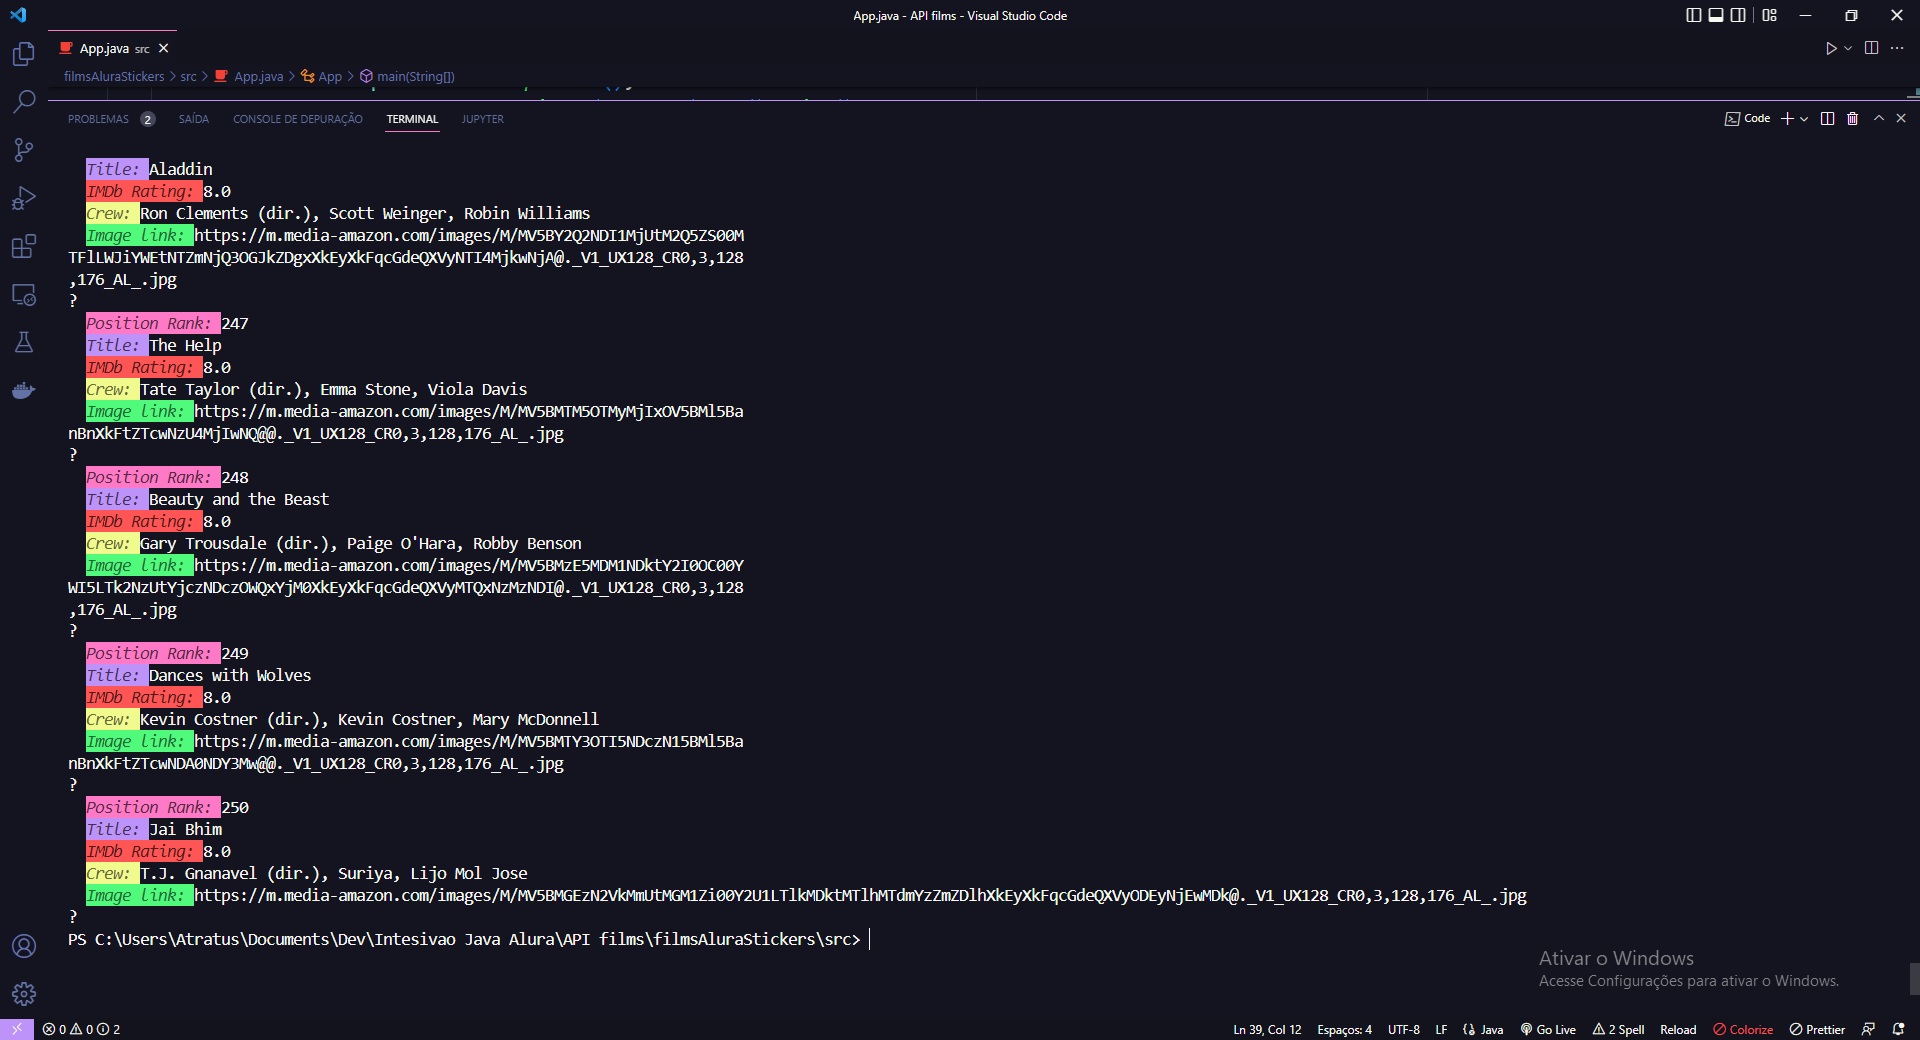 App.java - API films - Visual Studio Code
App.java src
filmsAluraStickers > src > App.java > App > main(String[])
PROBLEMAS 2 SAÍDA CONSOLE DE DEPURAÇÃO TERMINAL JUPYTER
Code
Title: Aladdin
IMDb Rating: 8.0
Crew: Ron Clements (dir.), Scott Weinger, Robin Williams
Image link: https://m.media-amazon.com/images/M/MV5BY2Q2NDI1MjUtM2Q5ZS00M
TFlLWJiYWEtNTZmNjQ3OGJkZDgxXkEyXkFqcGdeQXVyNTI4MjkwNjA@._V1_UX128_CR0,3,128
,176_AL_.jpg
?
Position Rank: 247
Title: The Help
IMDb Rating: 8.0
Crew: Tate Taylor (dir.), Emma Stone, Viola Davis
Image link: https://m.media-amazon.com/images/M/MV5BMTM5OTMyMjIxOV5BMl5Ba
nBnXkFtZTcwNzU4MjIwNQ@@._V1_UX128_CR0,3,128,176_AL_.jpg
?
Position Rank: 248
Title: Beauty and the Beast
IMDb Rating: 8.0
Crew: Gary Trousdale (dir.), Paige O'Hara, Robby Benson
Image link: https://m.media-amazon.com/images/M/MV5BMzE5MDM1NDktY2I0OC00Y
WI5LTk2NzUtYjczNDczOWQxYjM0XkEyXkFqcGdeQXVyMTQxNzMzNDI@._V1_UX128_CR0,3,128
,176_AL_.jpg
?
Position Rank: 249
Title: Dances with Wolves
IMDb Rating: 8.0
Crew: Kevin Costner (dir.), Kevin Costner, Mary McDonnell
Image link: https://m.media-amazon.com/images/M/MV5BMTY3OTI5NDczN15BMl5Ba
nBnXkFtZTcwNDA0NDY3Mw@@._V1_UX128_CR0,3,128,176_AL_.jpg
?
Position Rank: 250
Title: Jai Bhim
IMDb Rating: 8.0
Crew: T.J. Gnanavel (dir.), Suriya, Lijo Mol Jose
Image link: https://m.media-amazon.com/images/M/MV5BMGEzN2VkMmUtMGM1Zi00Y2U1LTlkMDktMTlhMTdmYzZmZDlhXkEyXkFqcGdeQXVyODEyNjEwMDk@._V1_UX128_CR0,3,128,176_AL_.jpg
?
PS C:\Users\Atratus\Documents\Dev\Intesivao Java Alura\API films\filmsAluraStickers\src>
Ativar o Windows
Acesse Configurações para ativar o Windows.
0 0 2 Ln 39, Col 12 Espaços: 4 UTF-8 LF Java Go Live 2 Spell Reload Colorize Prettier